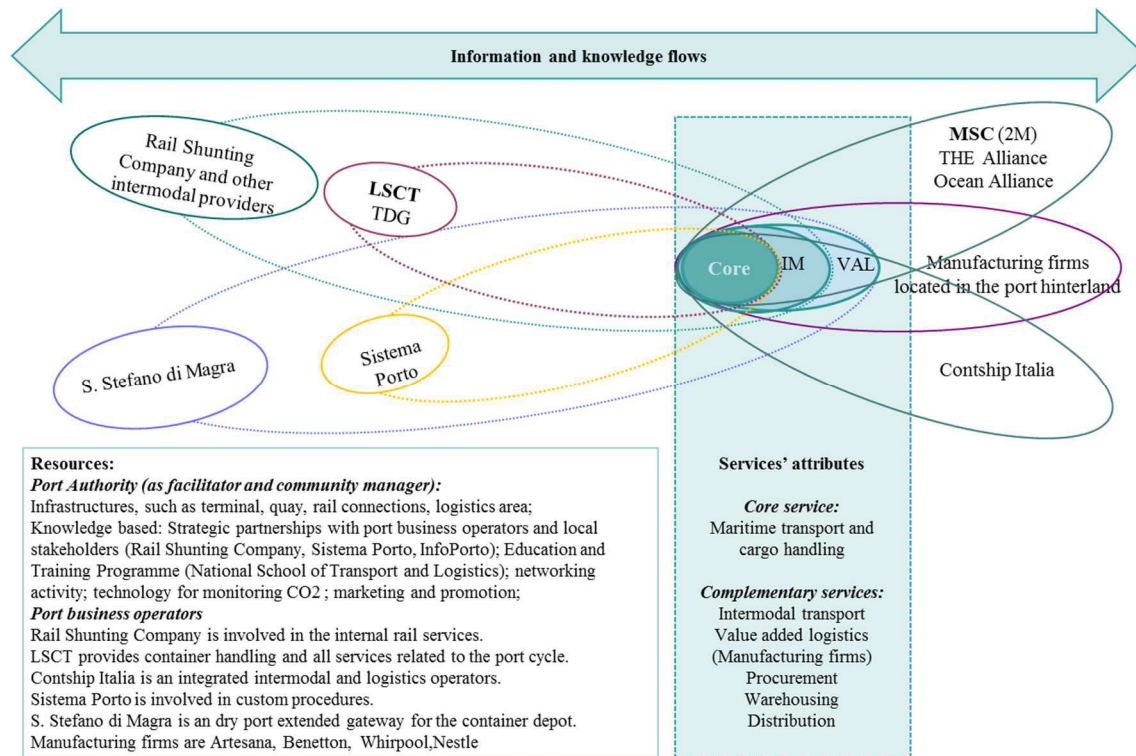 Information and knowledge flows
Rail Shunting
Company and other
intermodal providers
LSCT
TDG
MSC (2M)
THE Alliance
Ocean Alliance
Core
IM
VAL
Manufacturing firms
located in the port hinterland
S. Stefano di Magra
Sistema
Porto
Contship Italia
Resources:
Port Authority (as facilitator and community manager):
Infrastructures, such as terminal, quay, rail connections, logistics area;
Knowledge based: Strategic partnerships with port business operators and local
stakeholders (Rail Shunting Company, Sistema Porto, InfoPorto); Education and
Training Programme (National School of Transport and Logistics); networking
activity; technology for monitoring CO2 ; marketing and promotion;
Port business operators
Rail Shunting Company is involved in the internal rail services.
LSCT provides container handling and all services related to the port cycle.
Contship Italia is an integrated intermodal and logistics operators.
Sistema Porto is involved in custom procedures.
S. Stefano di Magra is an dry port extended gateway for the container depot.
Manufacturing firms are Artesana, Benetton, Whirpool,Nestle
Services' attributes
Core service:
Maritime transport and
cargo handling
Complementary services:
Intermodal transport
Value added logistics
(Manufacturing firms)
Procurement
Warehousing
Distribution